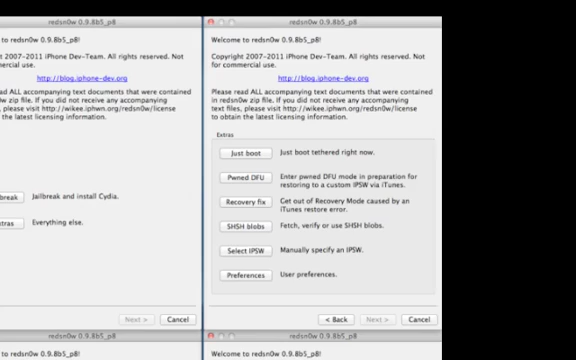 redsn0w 0.9.8b5_p8
to redsn0w 0.9.8b5_p8!
2007-2011 iPhone Dev-Team. All rights reserved. Not
mercial use.
http://blog.iphone-dev.org
ad ALL accompanying text documents that were contained
0w zip file. If you did not receive any accompanying
, please visit http://wikee.iphwn.org/redsn0w/license
the latest licensing information.
break
Jailbreak and install Cydia.
tras
Everything else.
Next >
Cancel
redsn0w 0.9.8b5_p8
Welcome to redsn0w 0.9.8b5_p8!
Copyright 2007-2011 iPhone Dev-Team. All rights reserved. Not
for commercial use.
http://blog.iphone-dev.org
Please read ALL accompanying text documents that were contained
in redsn0w zip file. If you did not receive any accompanying
text files, please visit http://wikee.iphwn.org/redsn0w/license
to obtain the latest licensing information.
Extras
Just boot
Just boot tethered right now.
Pwned DFU
Enter pwned DFU mode in preparation for
restoring to a custom IPSW via iTunes.
Recovery fix
Get out of Recovery Mode caused by an
iTunes restore error.
SHSH blobs
Fetch, verify or use SHSH blobs.
Select IPSW
Manually specify an IPSW.
Preferences
User preferences.
< Back
Next >
Cancel
redsn0w 0.9.8b5_p8
to redsn0w 0.9.8b5_p8!
redsn0w 0.9.8b5_p8
Welcome to redsn0w 0.9.8b5_p8!